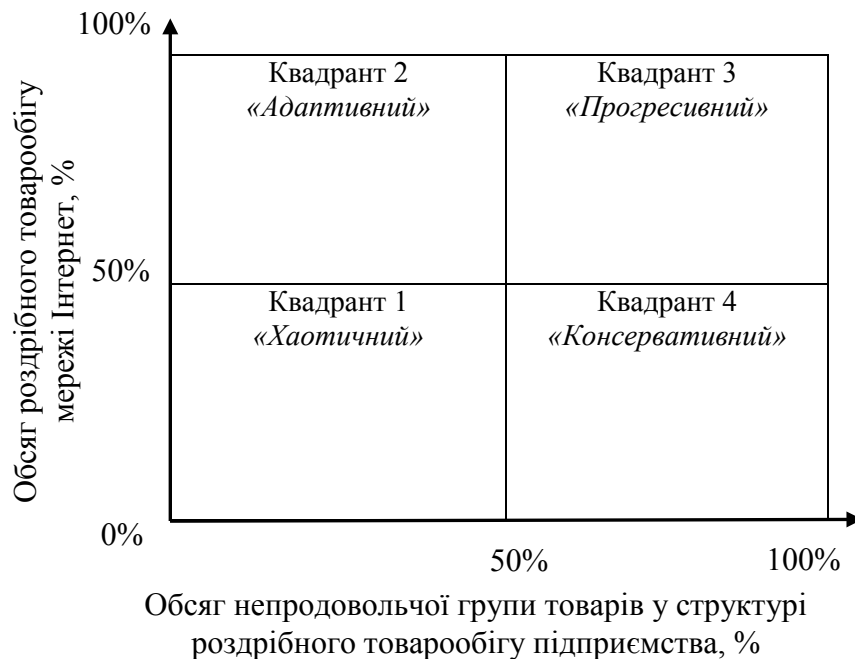 100%
Квадрант 2
«Адаптивний»
Квадрант 3
«Прогресивний»
Обсяг роздрібного товарообігу
мережі Інтернет, %
50%
Квадрант 1
«Хаотичний»
Квадрант 4
«Консервативний»
0%
50%
100%
Обсяг непродовольчої групи товарів у структурі
роздрібного товарообігу підприємства, %